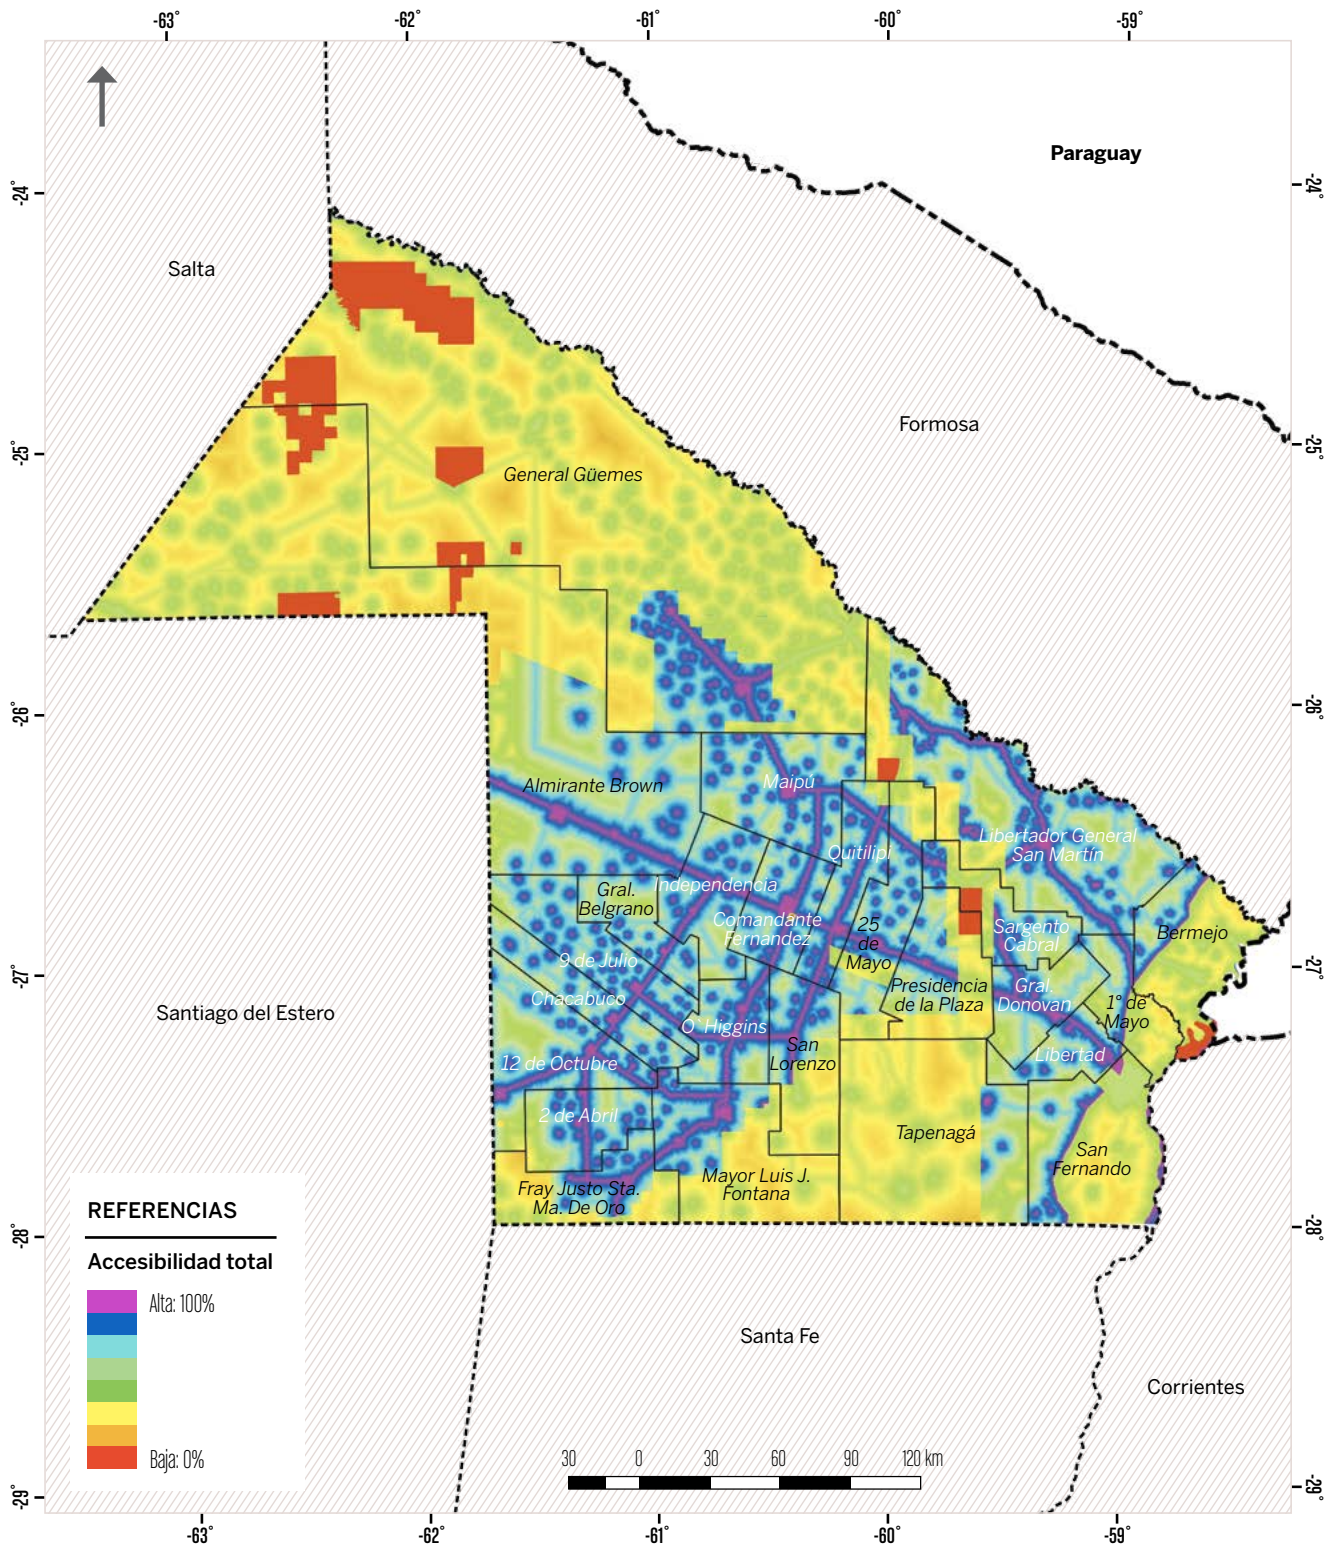 -63°
-62°
-61°
-60°
-59°
Paraguay
-24°
-24°
Salta
Formosa
-25°
-25°
General Güemes
-26°
-26°
Almirante Brown
Maipú
Libertador General
San Martín
Quitilipi
Independencia
Gral.
Belgrano
Comandante
Fernandez
25
de
Mayo
Sargento
Cabral
Bermejo
9 de Julio
-27°
-27°
Chacabuco
Presidencia
de la Plaza
Gral.
Donovan
1° de
Mayo
Santiago del Estero
O´Higgins
San
Lorenzo
Libertad
12 de Octubre
2 de Abril
Tapenagá
San
Fernando
Mayor Luis J.
Fontana
Fray Justo Sta.
Ma. De Oro
-28°
-28°
REFERENCIAS
Accesibilidad total
Alta: 100%
Baja: 0%
Santa Fe
Corrientes
30
0
30
60
90
120 km
-29°
-29°
-63°
-62°
-61°
-60°
-59°